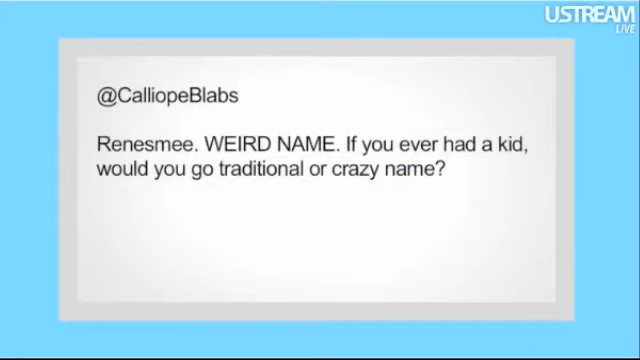 USTREAM
LIVE
@CalliopeBlabs
Renesmee. WEIRD NAME. If you ever had a kid,
would you go traditional or crazy name?